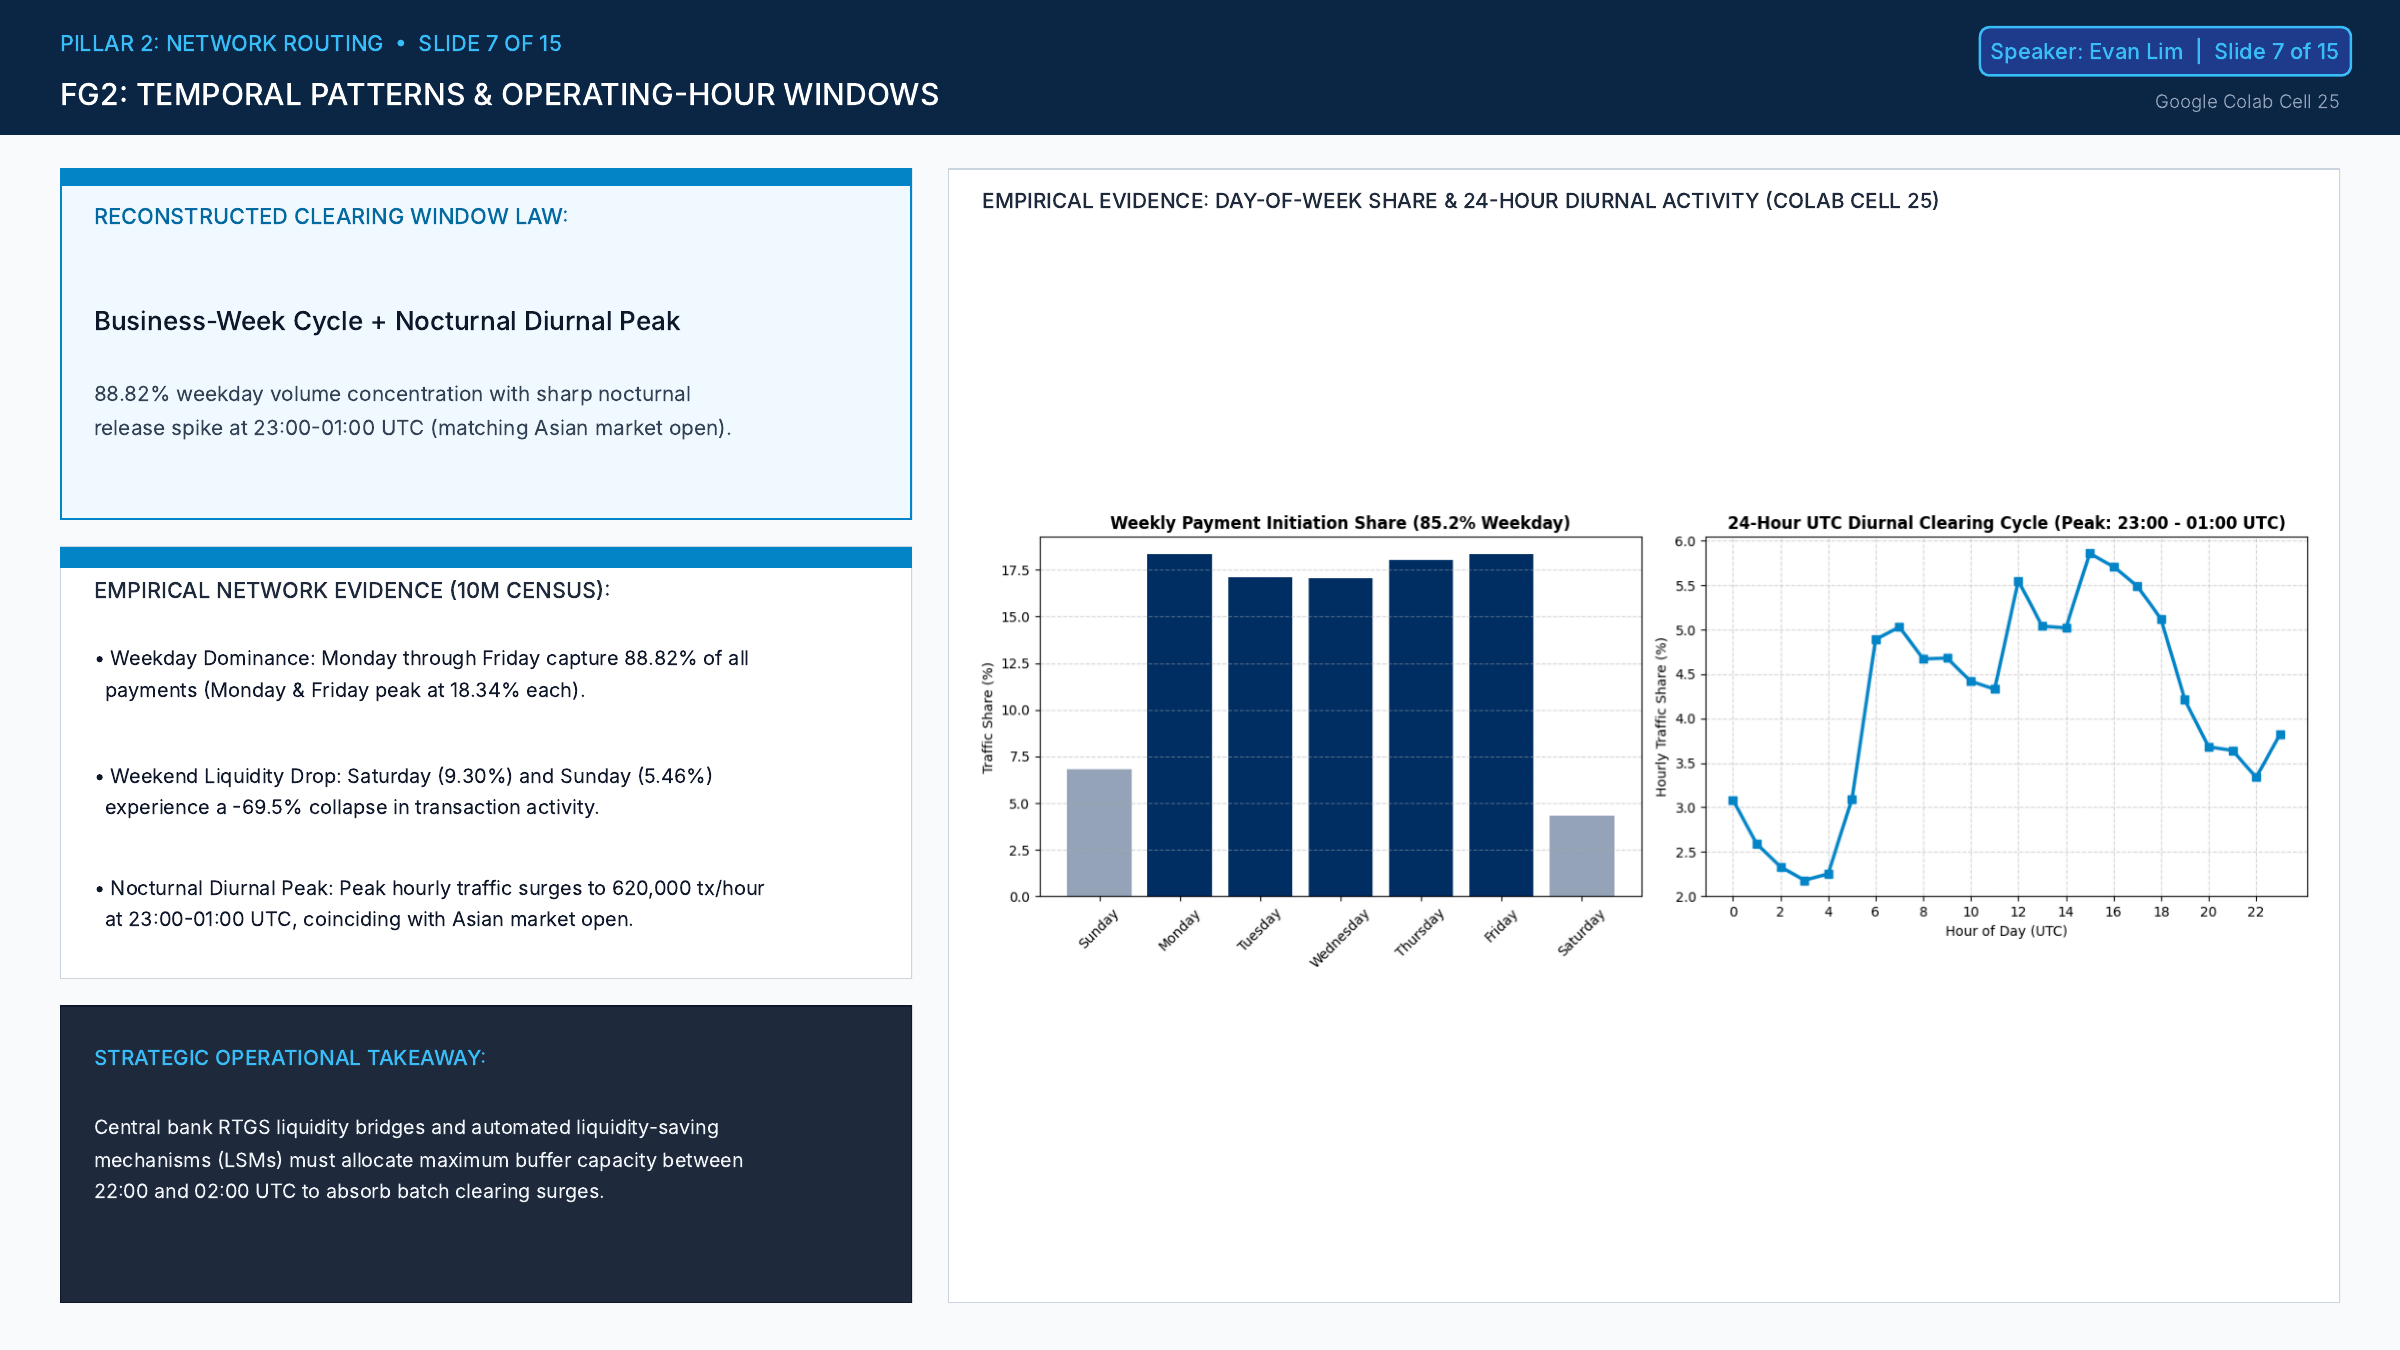 PILLAR 2: NETWORK ROUTING • SLIDE 7 OF 15
FG2: TEMPORAL PATTERNS & OPERATING-HOUR WINDOWS
Speaker: Evan Lim | Slide 7 of 15
Google Colab Cell 25
RECONSTRUCTED CLEARING WINDOW LAW:
Business-Week Cycle + Nocturnal Diurnal Peak
88.82% weekday volume concentration with sharp nocturnal
release spike at 23:00-01:00 UTC (matching Asian market open).
EMPIRICAL NETWORK EVIDENCE (10M CENSUS):
• Weekday Dominance: Monday through Friday capture 88.82% of all
payments (Monday & Friday peak at 18.34% each).
• Weekend Liquidity Drop: Saturday (9.30%) and Sunday (5.46%)
experience a -69.5% collapse in transaction activity.
• Nocturnal Diurnal Peak: Peak hourly traffic surges to 620,000 tx/hour
at 23:00-01:00 UTC, coinciding with Asian market open.
STRATEGIC OPERATIONAL TAKEAWAY:
Central bank RTGS liquidity bridges and automated liquidity-saving
mechanisms (LSMs) must allocate maximum buffer capacity between
22:00 and 02:00 UTC to absorb batch clearing surges.
EMPIRICAL EVIDENCE: DAY-OF-WEEK SHARE & 24-HOUR DIURNAL ACTIVITY (COLAB CELL 25)
Weekly Payment Initiation Share (85.2% Weekday)
Traffic Share (%)
17.5
15.0
12.5
10.0
7.5
5.0
2.5
0.0
Sunday Monday Tuesday Wednesday Thursday Friday Saturday
24-Hour UTC Diurnal Clearing Cycle (Peak: 23:00 - 01:00 UTC)
Hourly Traffic Share (%)
6.0
5.5
5.0
4.5
4.0
3.5
3.0
2.5
2.0
0 2 4 6 8 10 12 14 16 18 20 22
Hour of Day (UTC)